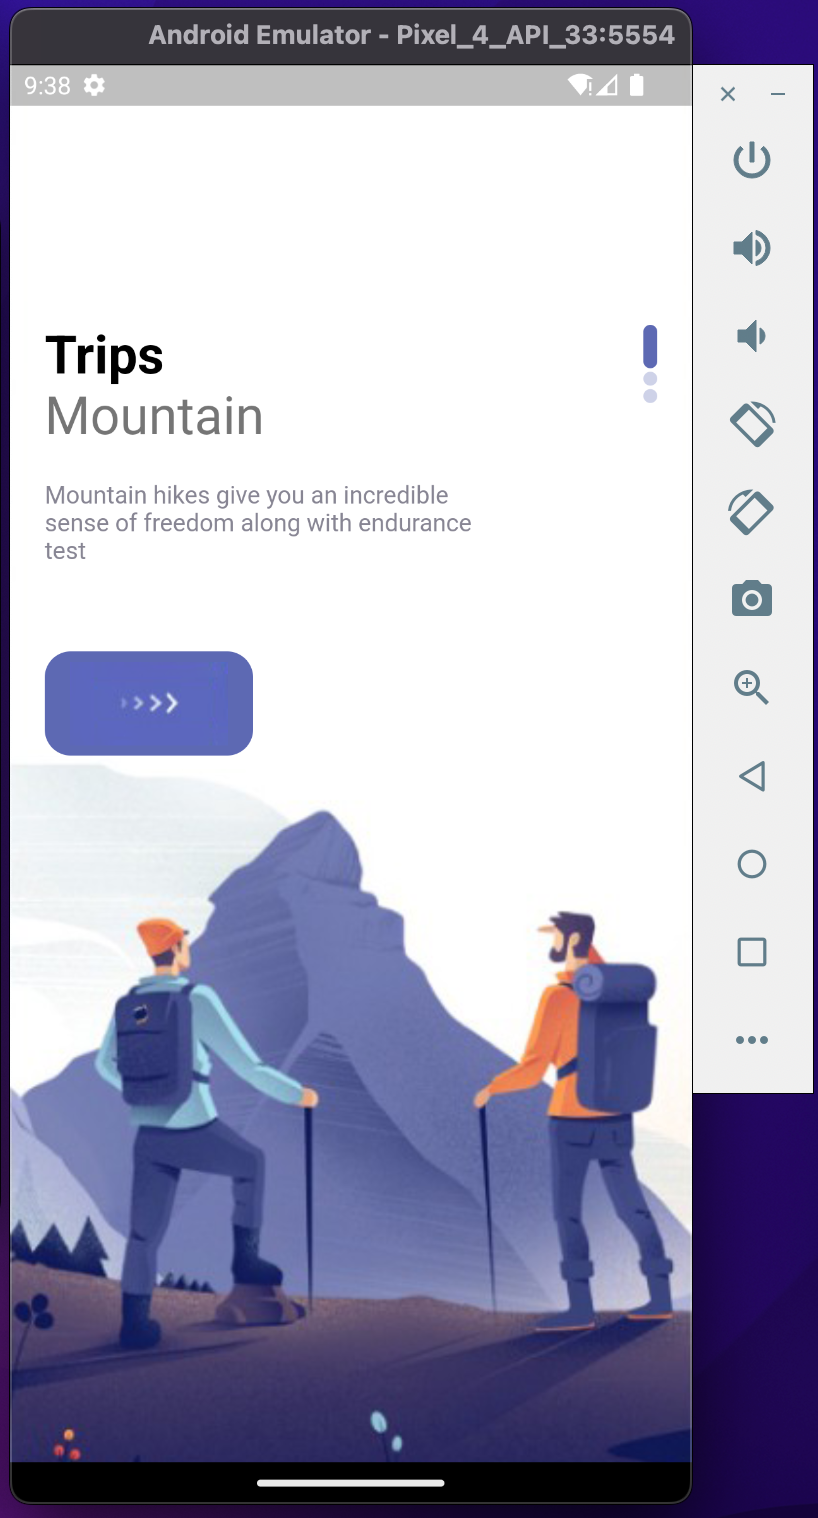 Android Emulator - Pixel_4_API_33:5554
9:38
Trips
Mountain
Mountain hikes give you an incredible
sense of freedom along with endurance
test